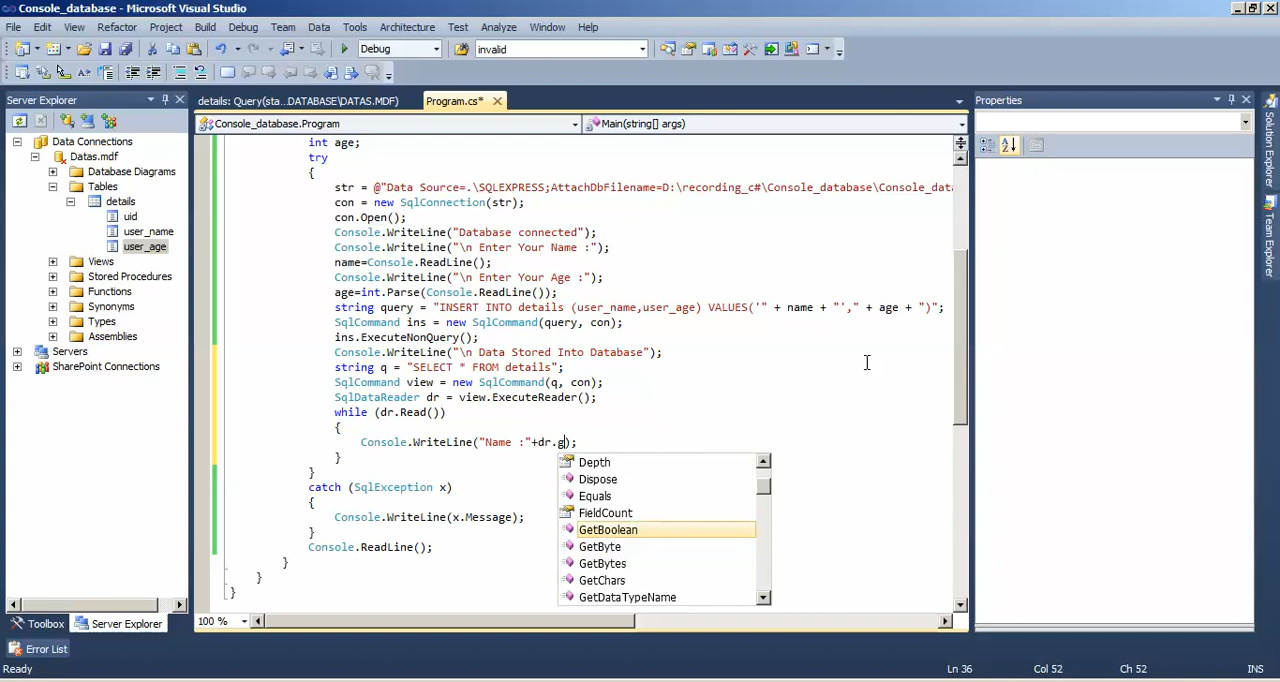 Console_database - Microsoft Visual Studio
File Edit View Refactor Project Build Debug Team Data Tools Architecture Test Analyze Window Help
Debug invalid
Server Explorer
details: Query(sta...DATABASE\DATAS.MDF) Program.cs*
Properties
Console_database.Program Main(string[] args)
Data Connections
Datas.mdf
Database Diagrams
Tables
details
uid
user_name
user_age
Views
Stored Procedures
Functions
Synonyms
Types
Assemblies
Servers
SharePoint Connections
int age;
try
{
str = @"Data Source=.\SQLEXPRESS;AttachDbFilename=D:\recording_c#\Console_database\Console_data
con = new SqlConnection(str);
con.Open();
Console.WriteLine("Database connected");
Console.WriteLine("\n Enter Your Name :");
name=Console.ReadLine();
Console.WriteLine("\n Enter Your Age :");
age=int.Parse(Console.ReadLine());
string query = "INSERT INTO details (user_name,user_age) VALUES('" + name + "'," + age + ")";
SqlCommand ins = new SqlCommand(query, con);
ins.ExecuteNonQuery();
Console.WriteLine("\n Data Stored Into Database");
string q = "SELECT * FROM details";
SqlCommand view = new SqlCommand(q, con);
SqlDataReader dr = view.ExecuteReader();
while (dr.Read())
{
Console.WriteLine("Name :"+dr.g);
}
}
catch (SqlException x)
{
Console.WriteLine(x.Message);
}
Console.ReadLine();
}
}
}
Depth
Dispose
Equals
FieldCount
GetBoolean
GetByte
GetBytes
GetChars
GetDataTypeName
Solution Explorer
Team Explorer
100 %
Toolbox Server Explorer
Error List
Ready Ln 36 Col 52 Ch 52 INS